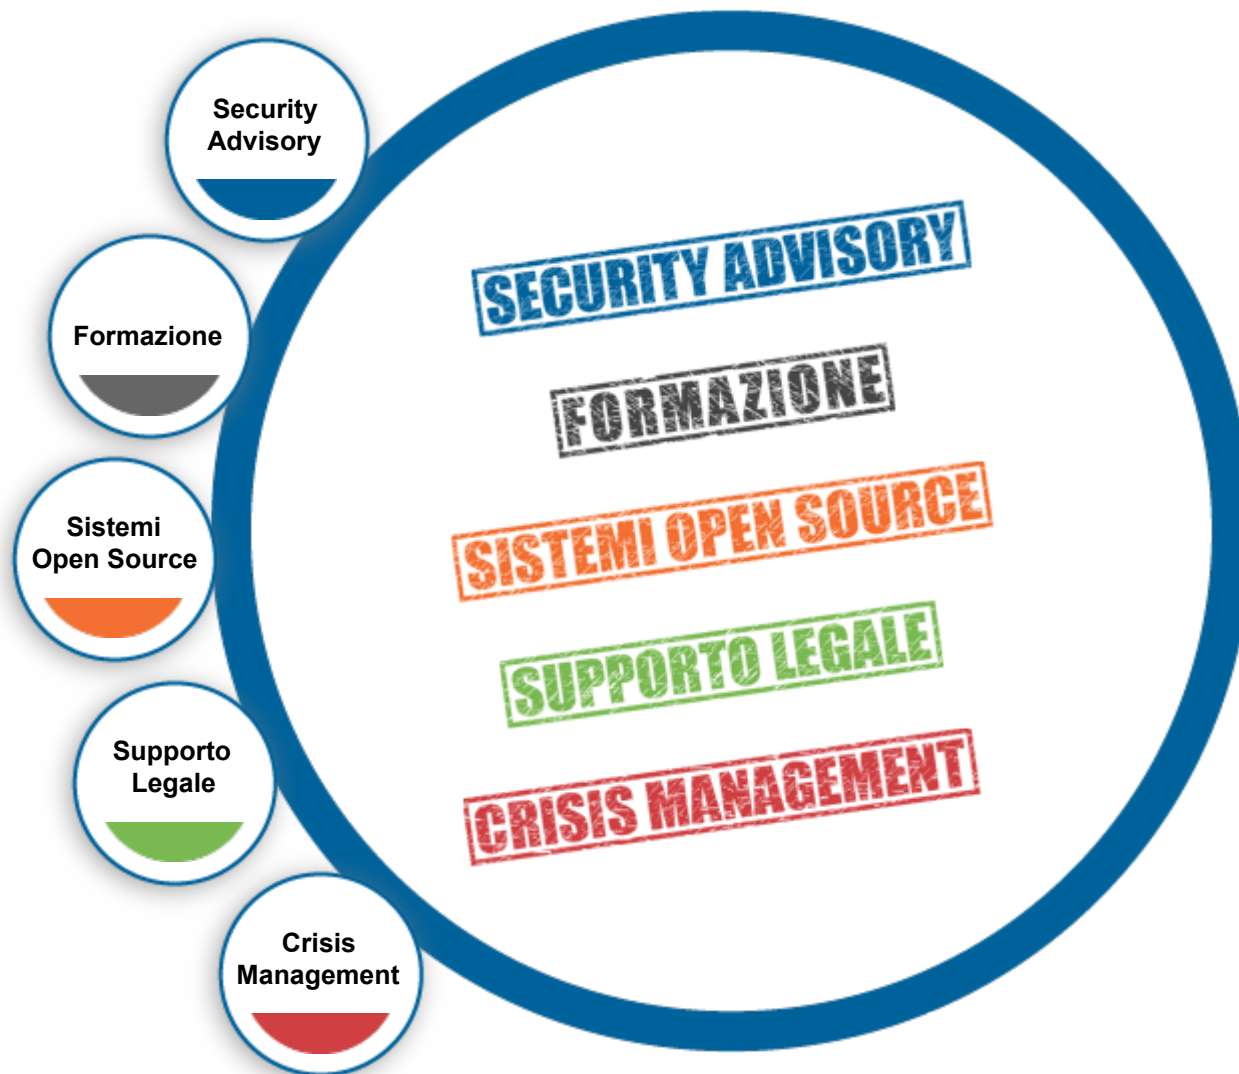 Security
Advisory
Formazione
Sistemi
Open Source
Supporto
Legale
Crisis
Management
SECURITY ADVISORY
FORMAZIONE
SISTEMI OPEN SOURCE
SUPPORTO LEGALE
CRISIS MANAGEMENT